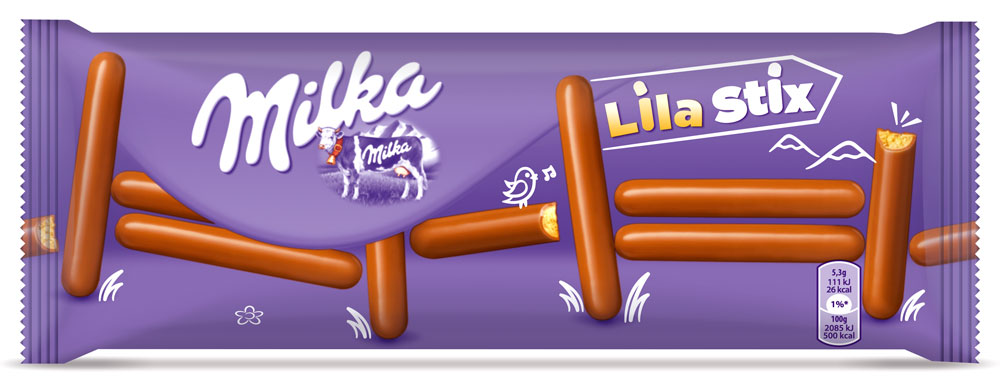 Milka
Milka
Lila Stix
5,3g
111 kJ
26 kcal
1%*
100g
2085 kJ
500 kcal